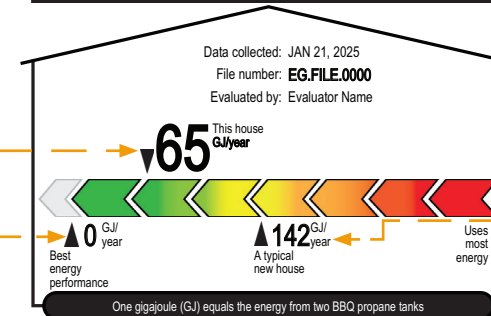 Data collected: JAN 21, 2025
File number: EG.FILE.0000
Evaluated by: Evaluator Name
65 This house
GJ/year
0 GJ/
year
Best
energy
performance
142 GJ/
year
A typical
new house
Uses
most
energy
One gigajoule (GJ) equals the energy from two BBQ propane tanks